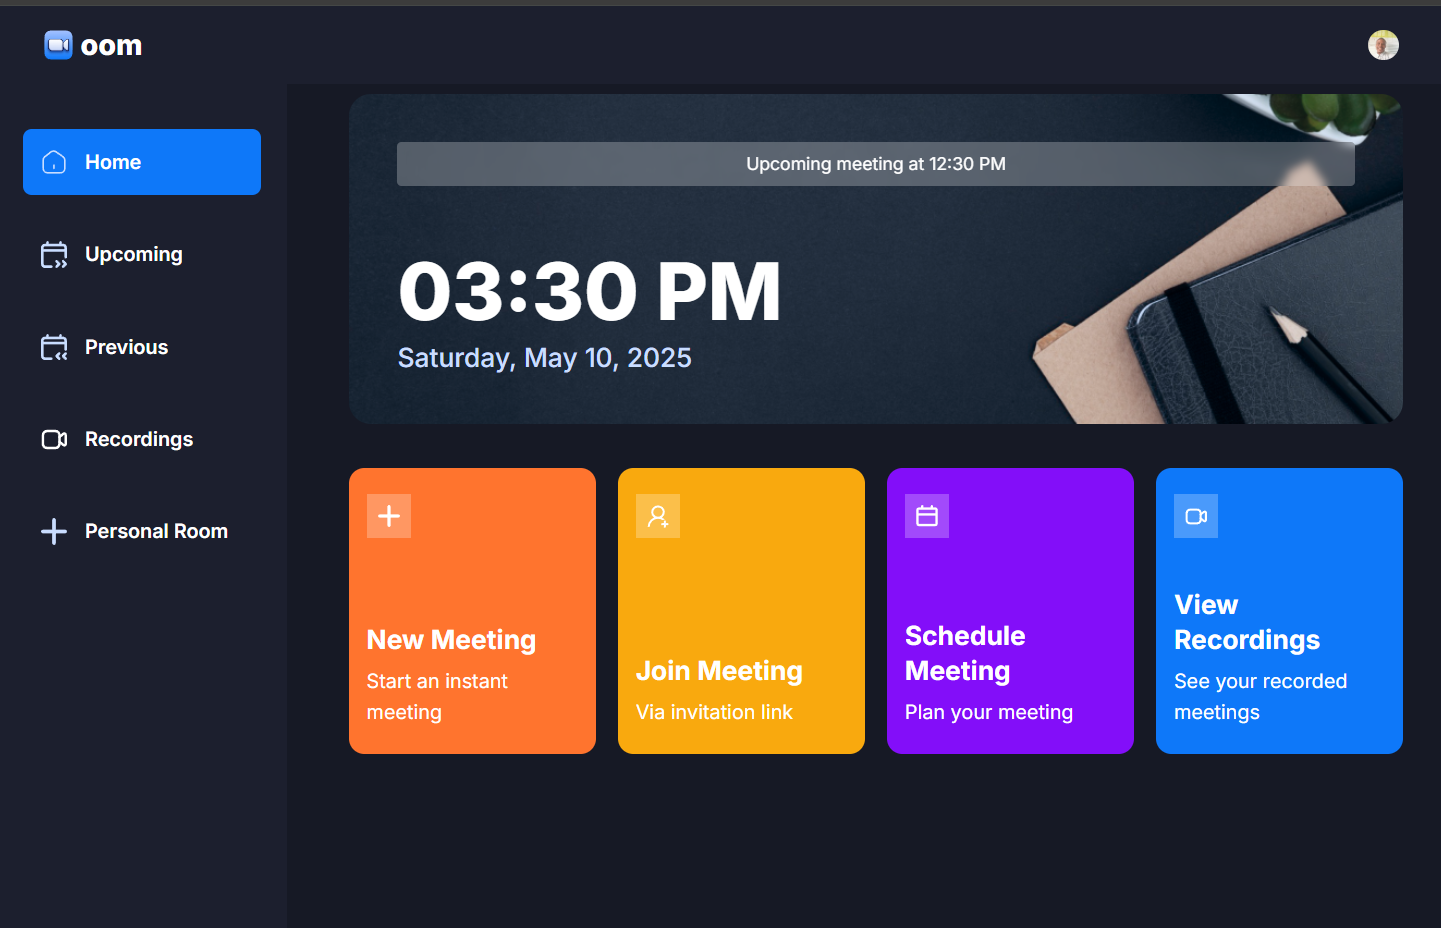 oom
Home
Upcoming
Previous
Recordings
Personal Room
Upcoming meeting at 12:30 PM
03:30 PM
Saturday, May 10, 2025
New Meeting
Start an instant
meeting
Join Meeting
Via invitation link
Schedule
Meeting
Plan your meeting
View
Recordings
See your recorded
meetings